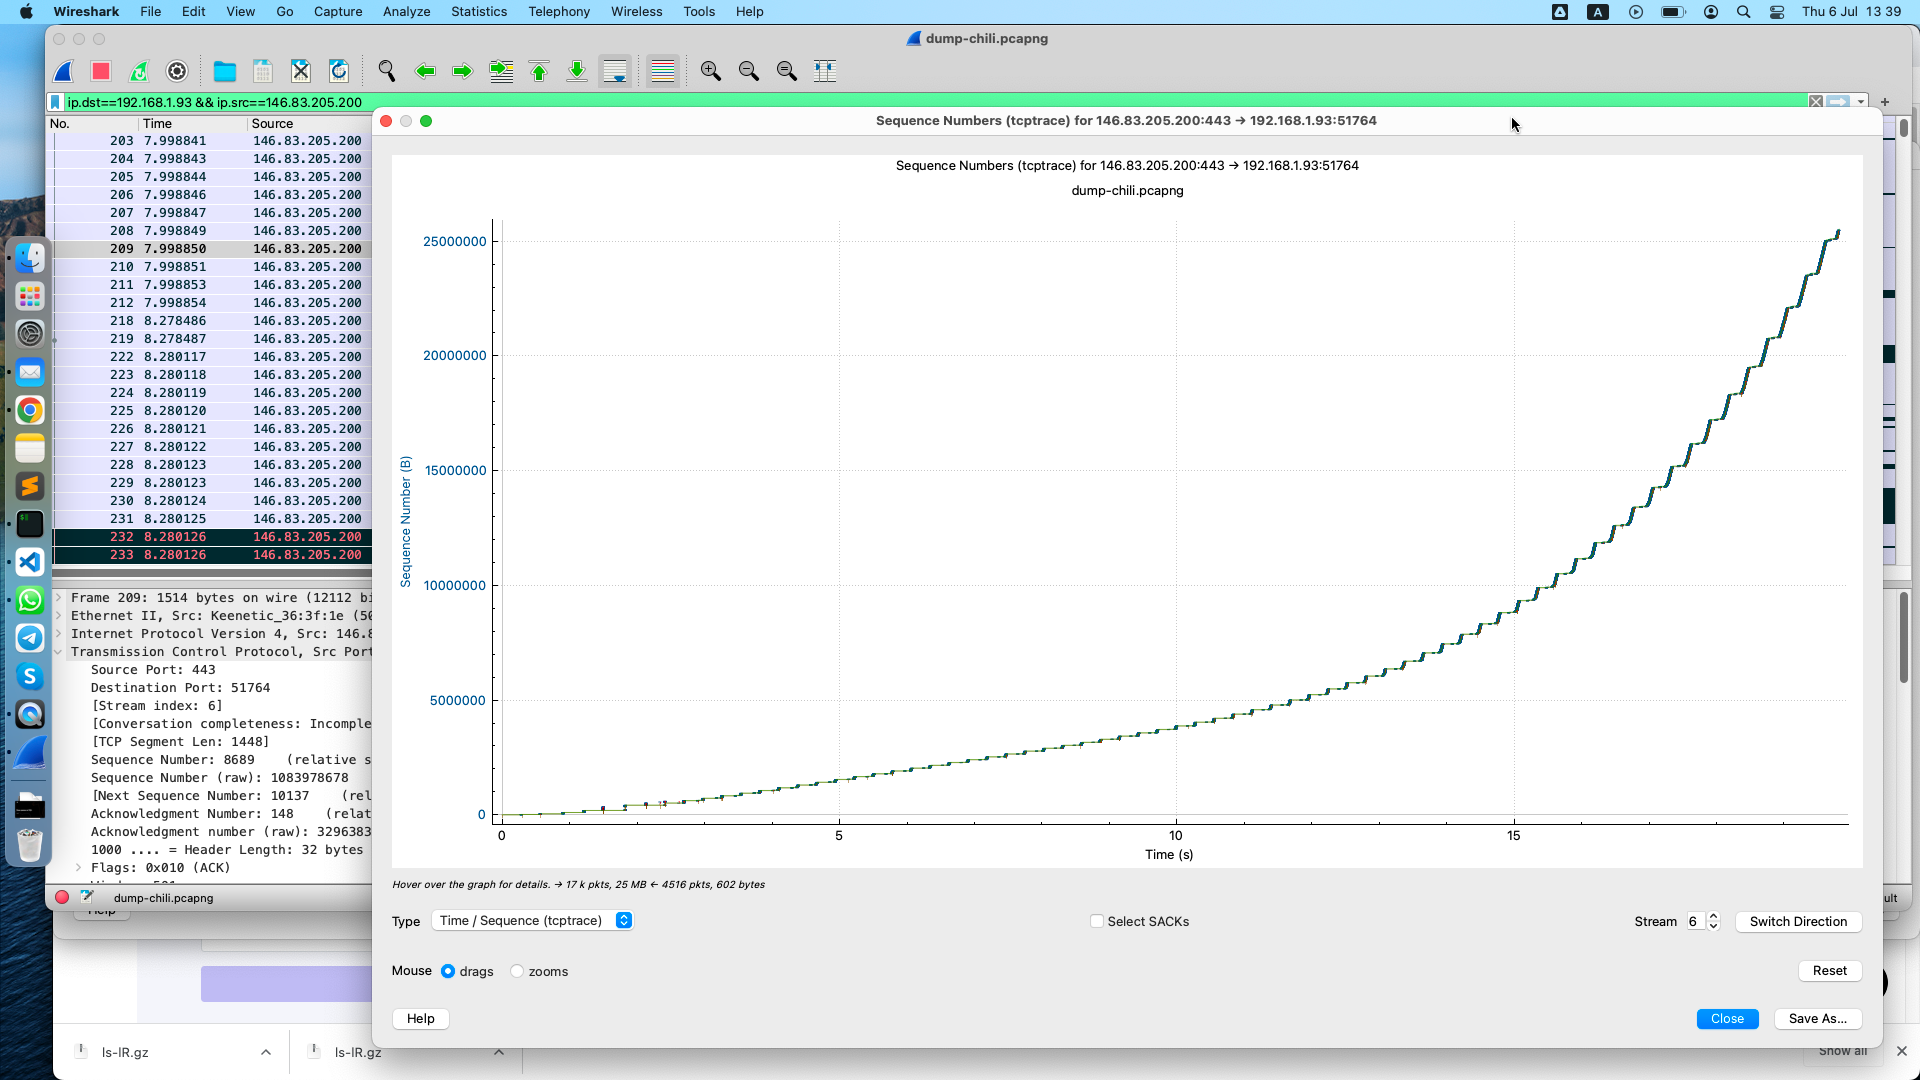 Wireshark File Edit View Go Capture Analyze Statistics Telephony Wireless Tools Help
A
Thu 6 Jul 13 39
dump-chili.pcapng
ip.dst==192.168.1.93 && ip.src==146.83.205.200
No. Time Source
203 7.998841 146.83.205.200
204 7.998843 146.83.205.200
205 7.998844 146.83.205.200
206 7.998846 146.83.205.200
207 7.998847 146.83.205.200
208 7.998849 146.83.205.200
209 7.998850 146.83.205.200
210 7.998851 146.83.205.200
211 7.998853 146.83.205.200
212 7.998854 146.83.205.200
218 8.278486 146.83.205.200
219 8.278487 146.83.205.200
222 8.280117 146.83.205.200
223 8.280118 146.83.205.200
224 8.280119 146.83.205.200
225 8.280120 146.83.205.200
226 8.280121 146.83.205.200
227 8.280122 146.83.205.200
228 8.280123 146.83.205.200
229 8.280123 146.83.205.200
230 8.280124 146.83.205.200
231 8.280125 146.83.205.200
232 8.280126 146.83.205.200
233 8.280126 146.83.205.200
Frame 209: 1514 bytes on wire (12112 bi
Ethernet II, Src: Keenetic_36:3f:1e (50
Internet Protocol Version 4, Src: 146.8
Transmission Control Protocol, Src Port
Source Port: 443
Destination Port: 51764
[Stream index: 6]
[Conversation completeness: Incomple
[TCP Segment Len: 1448]
Sequence Number: 8689 (relative s
Sequence Number (raw): 1083978678
[Next Sequence Number: 10137 (rel
Acknowledgment Number: 148 (relat
Acknowledgment number (raw): 3296383
1000 .... = Header Length: 32 bytes
Flags: 0x010 (ACK)
dump-chili.pcapng
Sequence Numbers (tcptrace) for 146.83.205.200:443 → 192.168.1.93:51764
Sequence Numbers (tcptrace) for 146.83.205.200:443 → 192.168.1.93:51764
dump-chili.pcapng
Sequence Number (B)
25000000
20000000
15000000
10000000
5000000
0
0 5 10 15
Time (s)
Hover over the graph for details. → 17 k pkts, 25 MB ← 4516 pkts, 602 bytes
Type Time / Sequence (tcptrace) Select SACKs Stream 6 Switch Direction
Mouse drags zooms Reset
Help Close Save As...
ult
Help
ls-lR.gz ls-lR.gz Show all